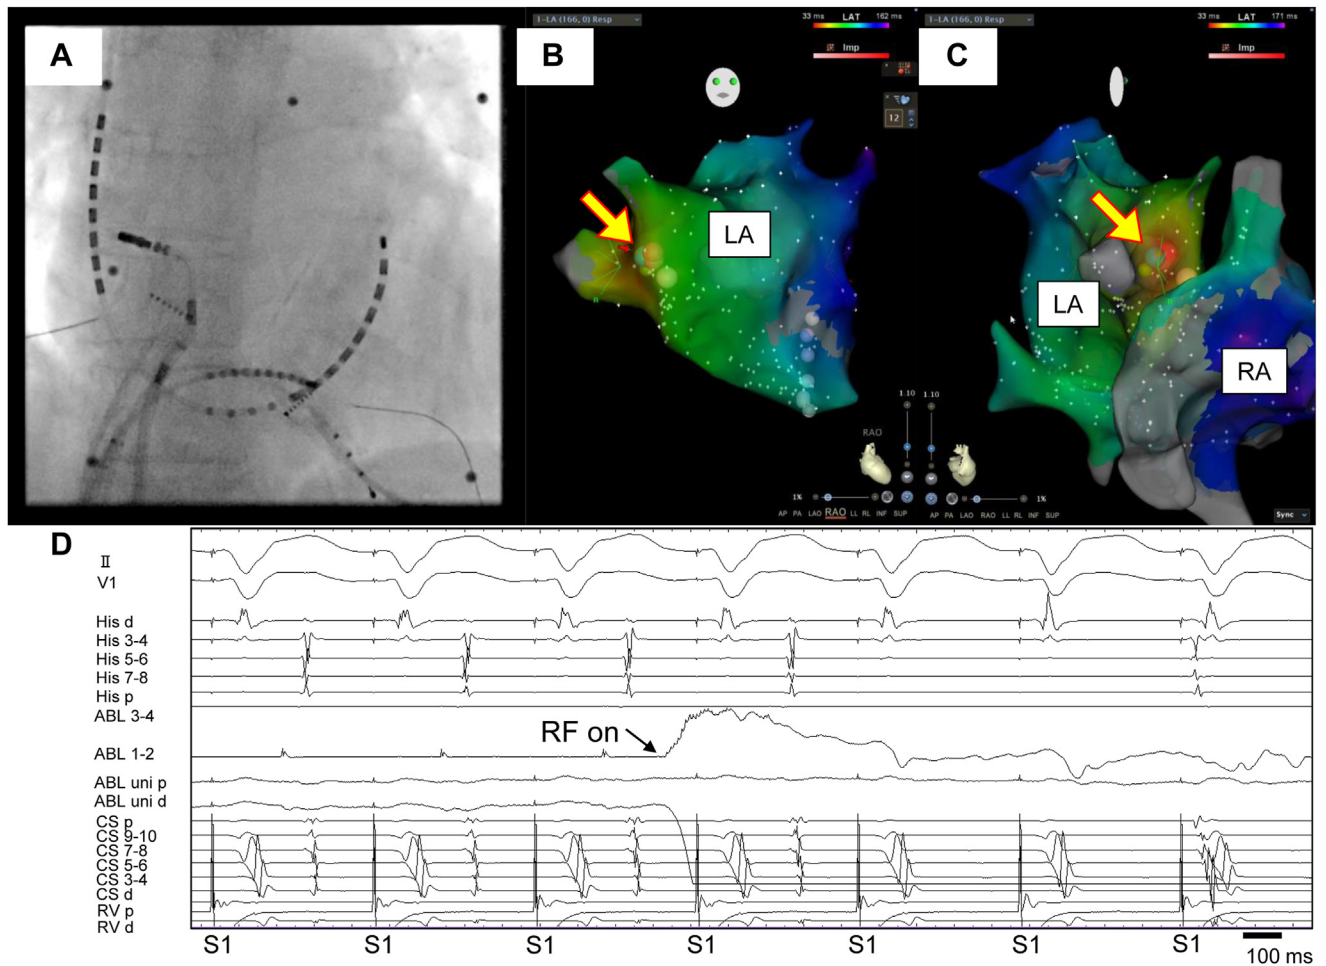 A
B
C
1-LA (166, 0) Resp
33 ms LAT 162 ms
Imp
12
LA
1-LA (166, 0) Resp
33 ms LAT 171 ms
Imp
LA
RA
1.10 1.10
RAO
1% 1%
AP PA LAO RAO LL RL INF SUP
AP PA LAO RAO LL RL INF SUP
Sync
D
II
V1
His d
His 3-4
His 5-6
His 7-8
His p
ABL 3-4
ABL 1-2
ABL uni p
ABL uni d
CS p
CS 9-10
CS 7-8
CS 5-6
CS 3-4
CS d
RV p
RV d
RF on
S1 S1 S1 S1 S1 S1 S1
100 ms